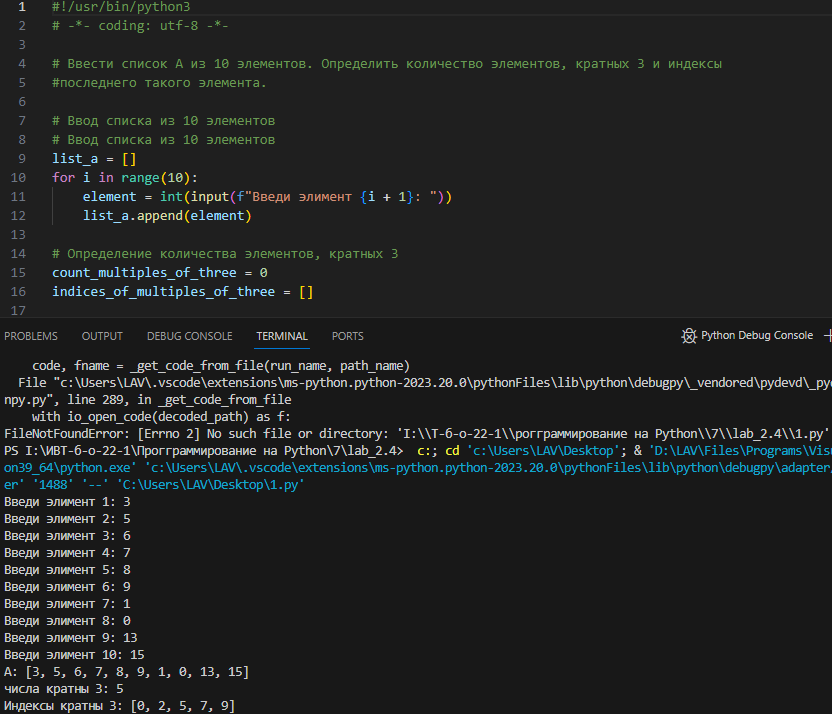 1 #!/usr/bin/python3
2 # -*- coding: utf-8 -*-
3
4 # Ввести список А из 10 элементов. Определить количество элементов, кратных 3 и индексы
5 #последнего такого элемента.
6
7 # Ввод списка из 10 элементов
8 # Ввод списка из 10 элементов
9 list_a = []
10 for i in range(10):
11 element = int(input(f"Введи элимент {i + 1}: "))
12 list_a.append(element)
13
14 # Определение количества элементов, кратных 3
15 count_multiples_of_three = 0
16 indices_of_multiples_of_three = []
17
PROBLEMS OUTPUT DEBUG CONSOLE TERMINAL PORTS Python Debug Console +
code, fname = _get_code_from_file(run_name, path_name)
File "c:\Users\LAV\.vscode\extensions\ms-python.python-2023.20.0\pythonFiles\lib\python\debugpy\_vendored\pydevd\_py
npy.py", line 289, in _get_code_from_file
with io_open_code(decoded_path) as f:
FileNotFoundError: [Errno 2] No such file or directory: 'I:\\Т-б-о-22-1\\рограммирование на Python\\7\\lab_2.4\\1.py'
PS I:\ИВТ-б-о-22-1\Прогграммирование на Python\7\lab_2.4> c:; cd 'c:\Users\LAV\Desktop'; & 'D:\LAV\Files\Programs\Visu
on39_64\python.exe' 'c:\Users\LAV\.vscode\extensions\ms-python.python-2023.20.0\pythonFiles\lib\python\debugpy\adapter/
er' '1488' '--' 'C:\Users\LAV\Desktop\1.py'
Введи элимент 1: 3
Введи элимент 2: 5
Введи элимент 3: 6
Введи элимент 4: 7
Введи элимент 5: 8
Введи элимент 6: 9
Введи элимент 7: 1
Введи элимент 8: 0
Введи элимент 9: 13
Введи элимент 10: 15
А: [3, 5, 6, 7, 8, 9, 1, 0, 13, 15]
числа кратны 3: 5
Индексы кратны 3: [0, 2, 5, 7, 9]